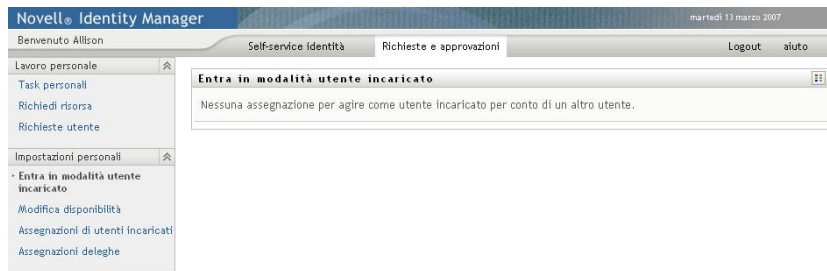 Novell® Identity Manager
martedì 13 marzo 2007
Benvenuto Allison
Self-service identità
Richieste e approvazioni
Logout
aiuto
Lavoro personale
Task personali
Richiedi risorsa
Richieste utente
Impostazioni personali
Entra in modalità utente
incaricato
Modifica disponibilità
Assegnazioni di utenti incaricati
Assegnazioni deleghe
Entra in modalità utente incaricato
Nessuna assegnazione per agire come utente incaricato per conto di un altro utente.